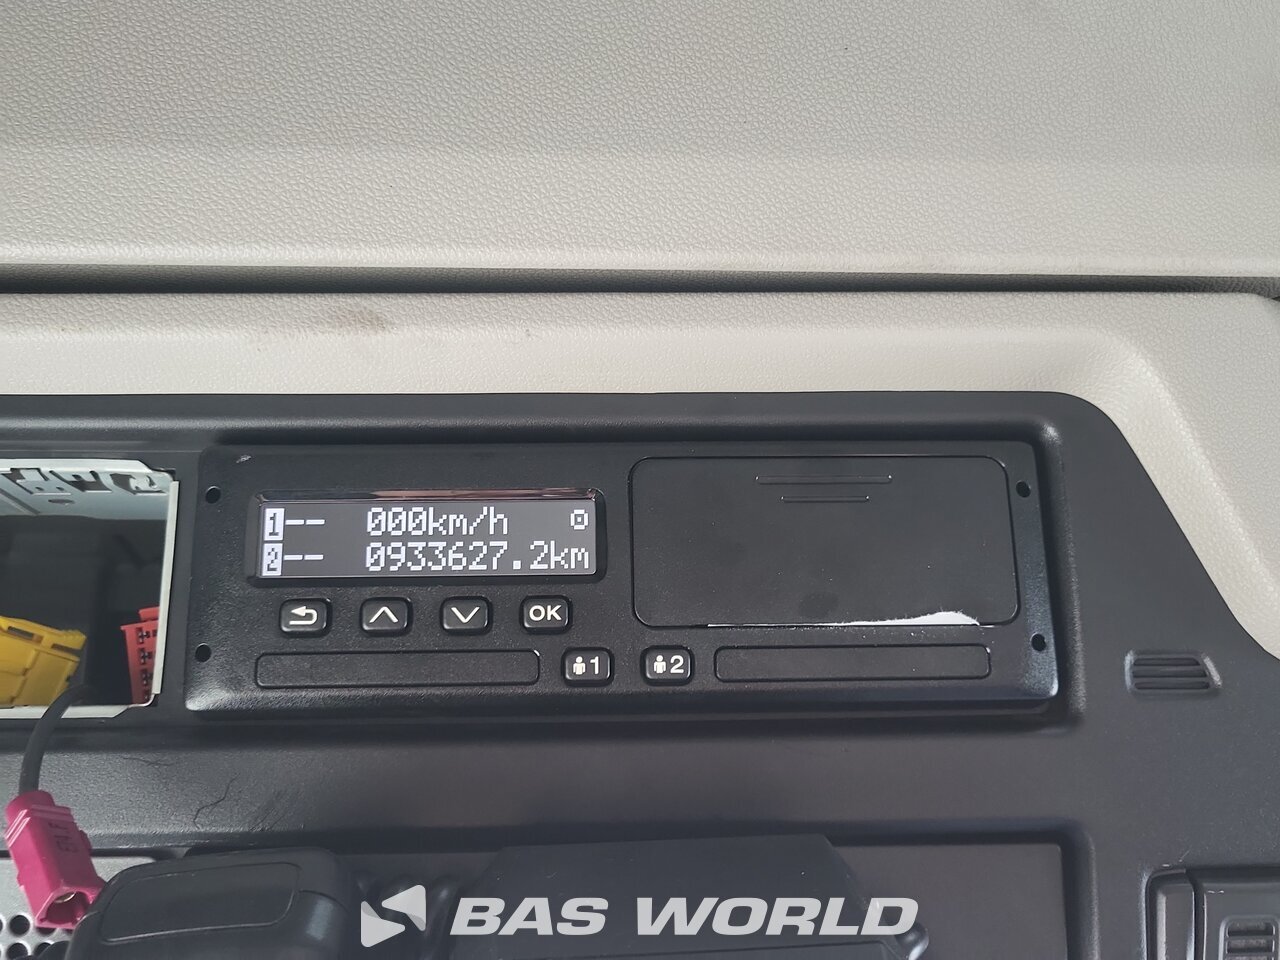 1-- 000km/h
2-- 0933627.2km
OK
1
2
BAS WORLD